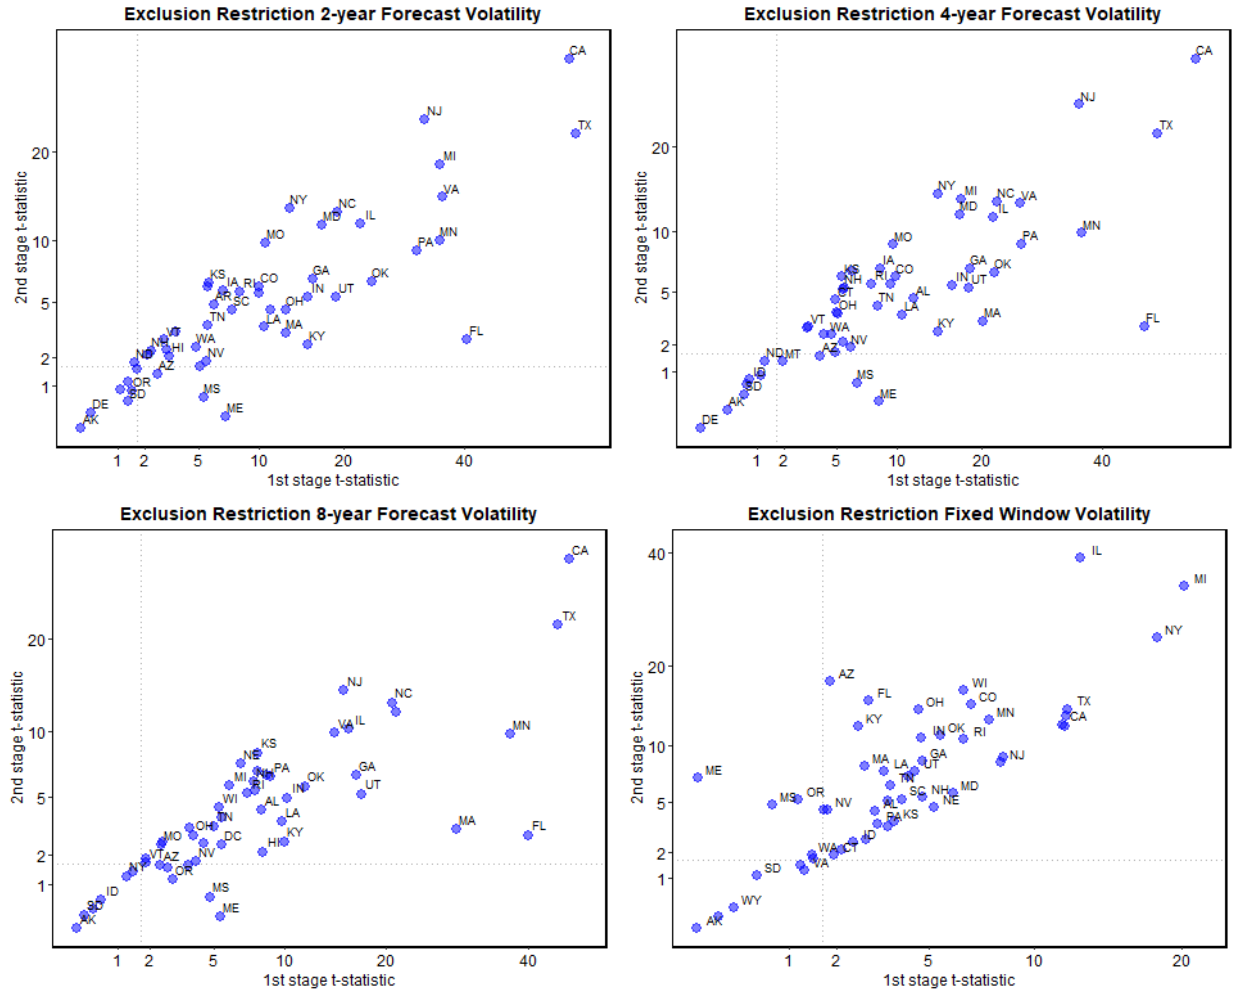 Exclusion Restriction 2-year Forecast Volatility
2nd stage t-statistic
20
10
5
2
1
CA
TX
NJ
MI
VA
NY
NC
MD
IL
MN
PA
MO
GA
OK
KS
IA
RI
CO
IN
UT
AR
SC
OH
TN
LA
MA
KY
FL
VT
WA
NH
HI
NV
AZ
OR
SD
MS
ME
DE
AK
1 2 5 10 20 40
1st stage t-statistic
Exclusion Restriction 4-year Forecast Volatility
2nd stage t-statistic
20
10
5
2
1
CA
NJ
TX
NY
MI
NC
VA
MD
IL
MN
PA
MO
IA
GA
OK
KS
NH
RI
CO
IN
UT
AL
TN
OH
LA
MA
KY
FL
VT
WA
AZ
NV
ND
MT
ID
SD
MS
ME
AK
DE
1 2 5 10 20 40
1st stage t-statistic
Exclusion Restriction 8-year Forecast Volatility
2nd stage t-statistic
20
10
5
2
1
CA
TX
NJ
NC
VA
IL
MN
KS
NE
PA
NH
MI
RI
OK
GA
UT
IN
WI
AL
TN
LA
OH
MA
FL
MO
DC
KY
HI
VT
AZ
NV
OR
NY
MS
ME
ID
SD
AK
1 2 5 10 20 40
1st stage t-statistic
Exclusion Restriction Fixed Window Volatility
2nd stage t-statistic
40
20
10
5
2
1
IL
MI
NY
AZ
FL
WI
CO
TX
OH
MN
CA
KY
IN
OK
RI
NJ
GA
MA
LA
UT
ME
TN
MD
MS
OR
SC
NH
NE
NV
AL
PA
KS
ID
WA
CT
VA
SD
WY
AK
1 2 5 10 20
1st stage t-statistic